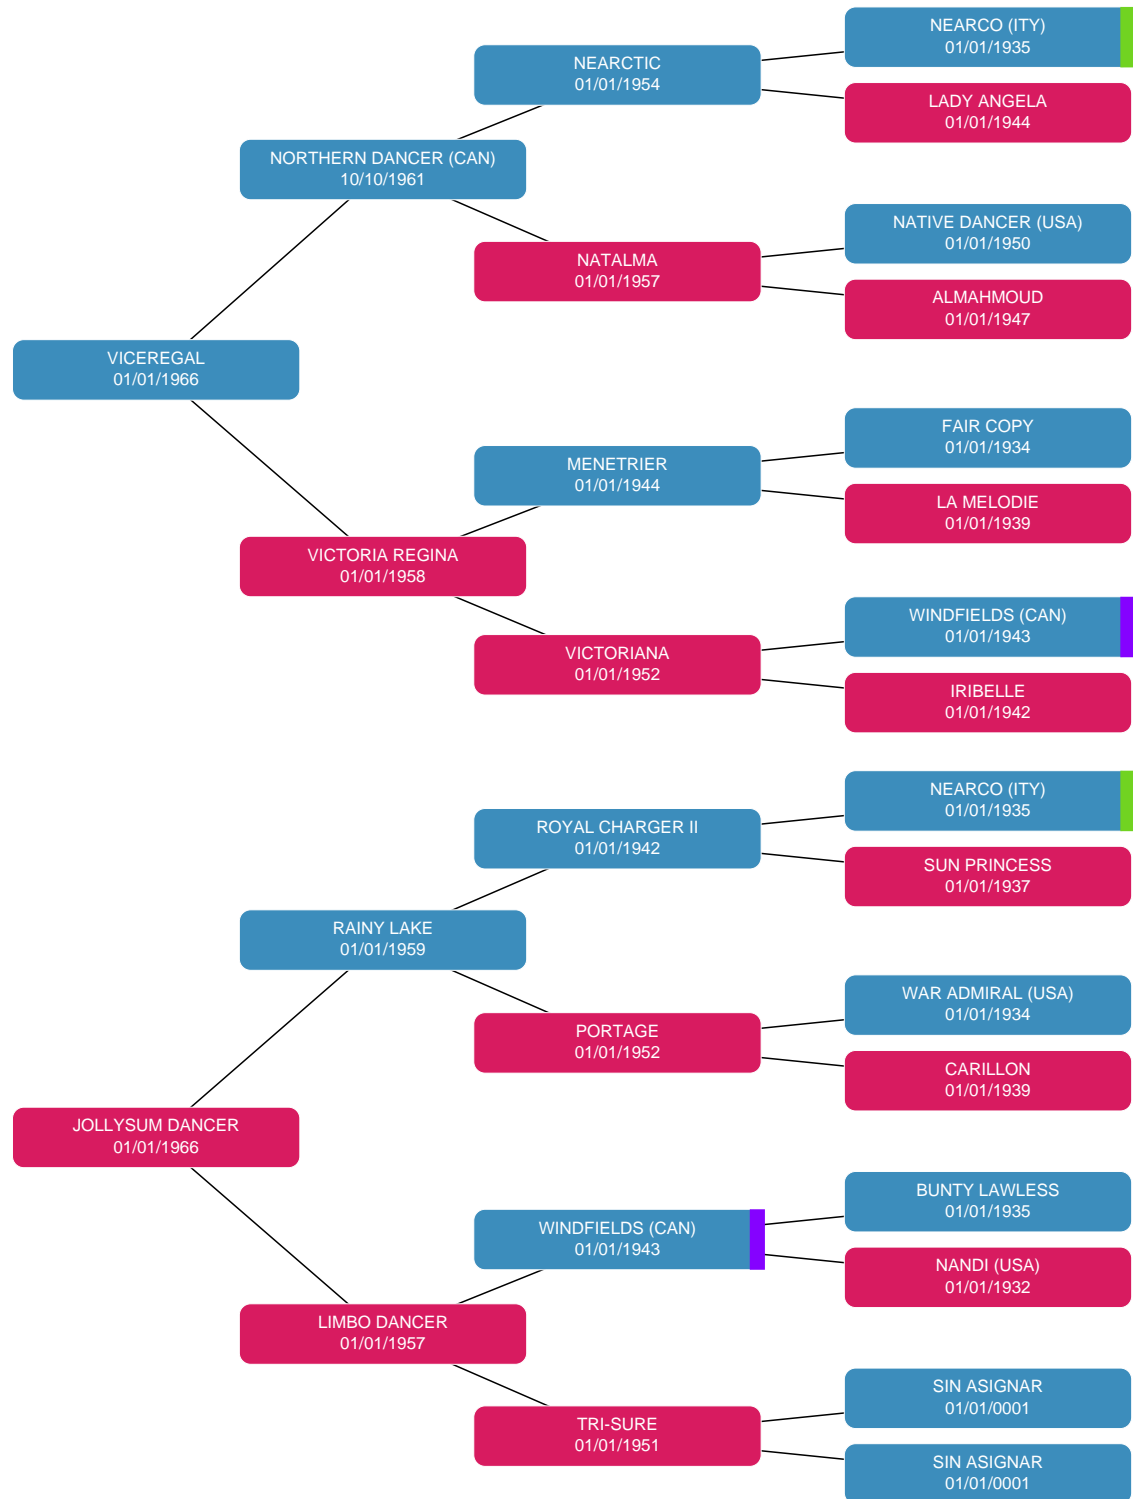 NEARCO (ITY)
01/01/1935
NEARCTIC
01/01/1954
LADY ANGELA
01/01/1944
NORTHERN DANCER (CAN)
10/10/1961
NATIVE DANCER (USA)
01/01/1950
NATALMA
01/01/1957
ALMAHMOUD
01/01/1947
VICEREGAL
01/01/1966
FAIR COPY
01/01/1934
MENETRIER
01/01/1944
LA MELODIE
01/01/1939
VICTORIA REGINA
01/01/1958
WINDFIELDS (CAN)
01/01/1943
VICTORIANA
01/01/1952
IRIBELLE
01/01/1942
NEARCO (ITY)
01/01/1935
ROYAL CHARGER II
01/01/1942
SUN PRINCESS
01/01/1937
RAINY LAKE
01/01/1959
WAR ADMIRAL (USA)
01/01/1934
PORTAGE
01/01/1952
CARILLON
01/01/1939
JOLLYSUM DANCER
01/01/1966
BUNTY LAWLESS
01/01/1935
WINDFIELDS (CAN)
01/01/1943
NANDI (USA)
01/01/1932
LIMBO DANCER
01/01/1957
SIN ASIGNAR
01/01/0001
TRI-SURE
01/01/1951
SIN ASIGNAR
01/01/0001